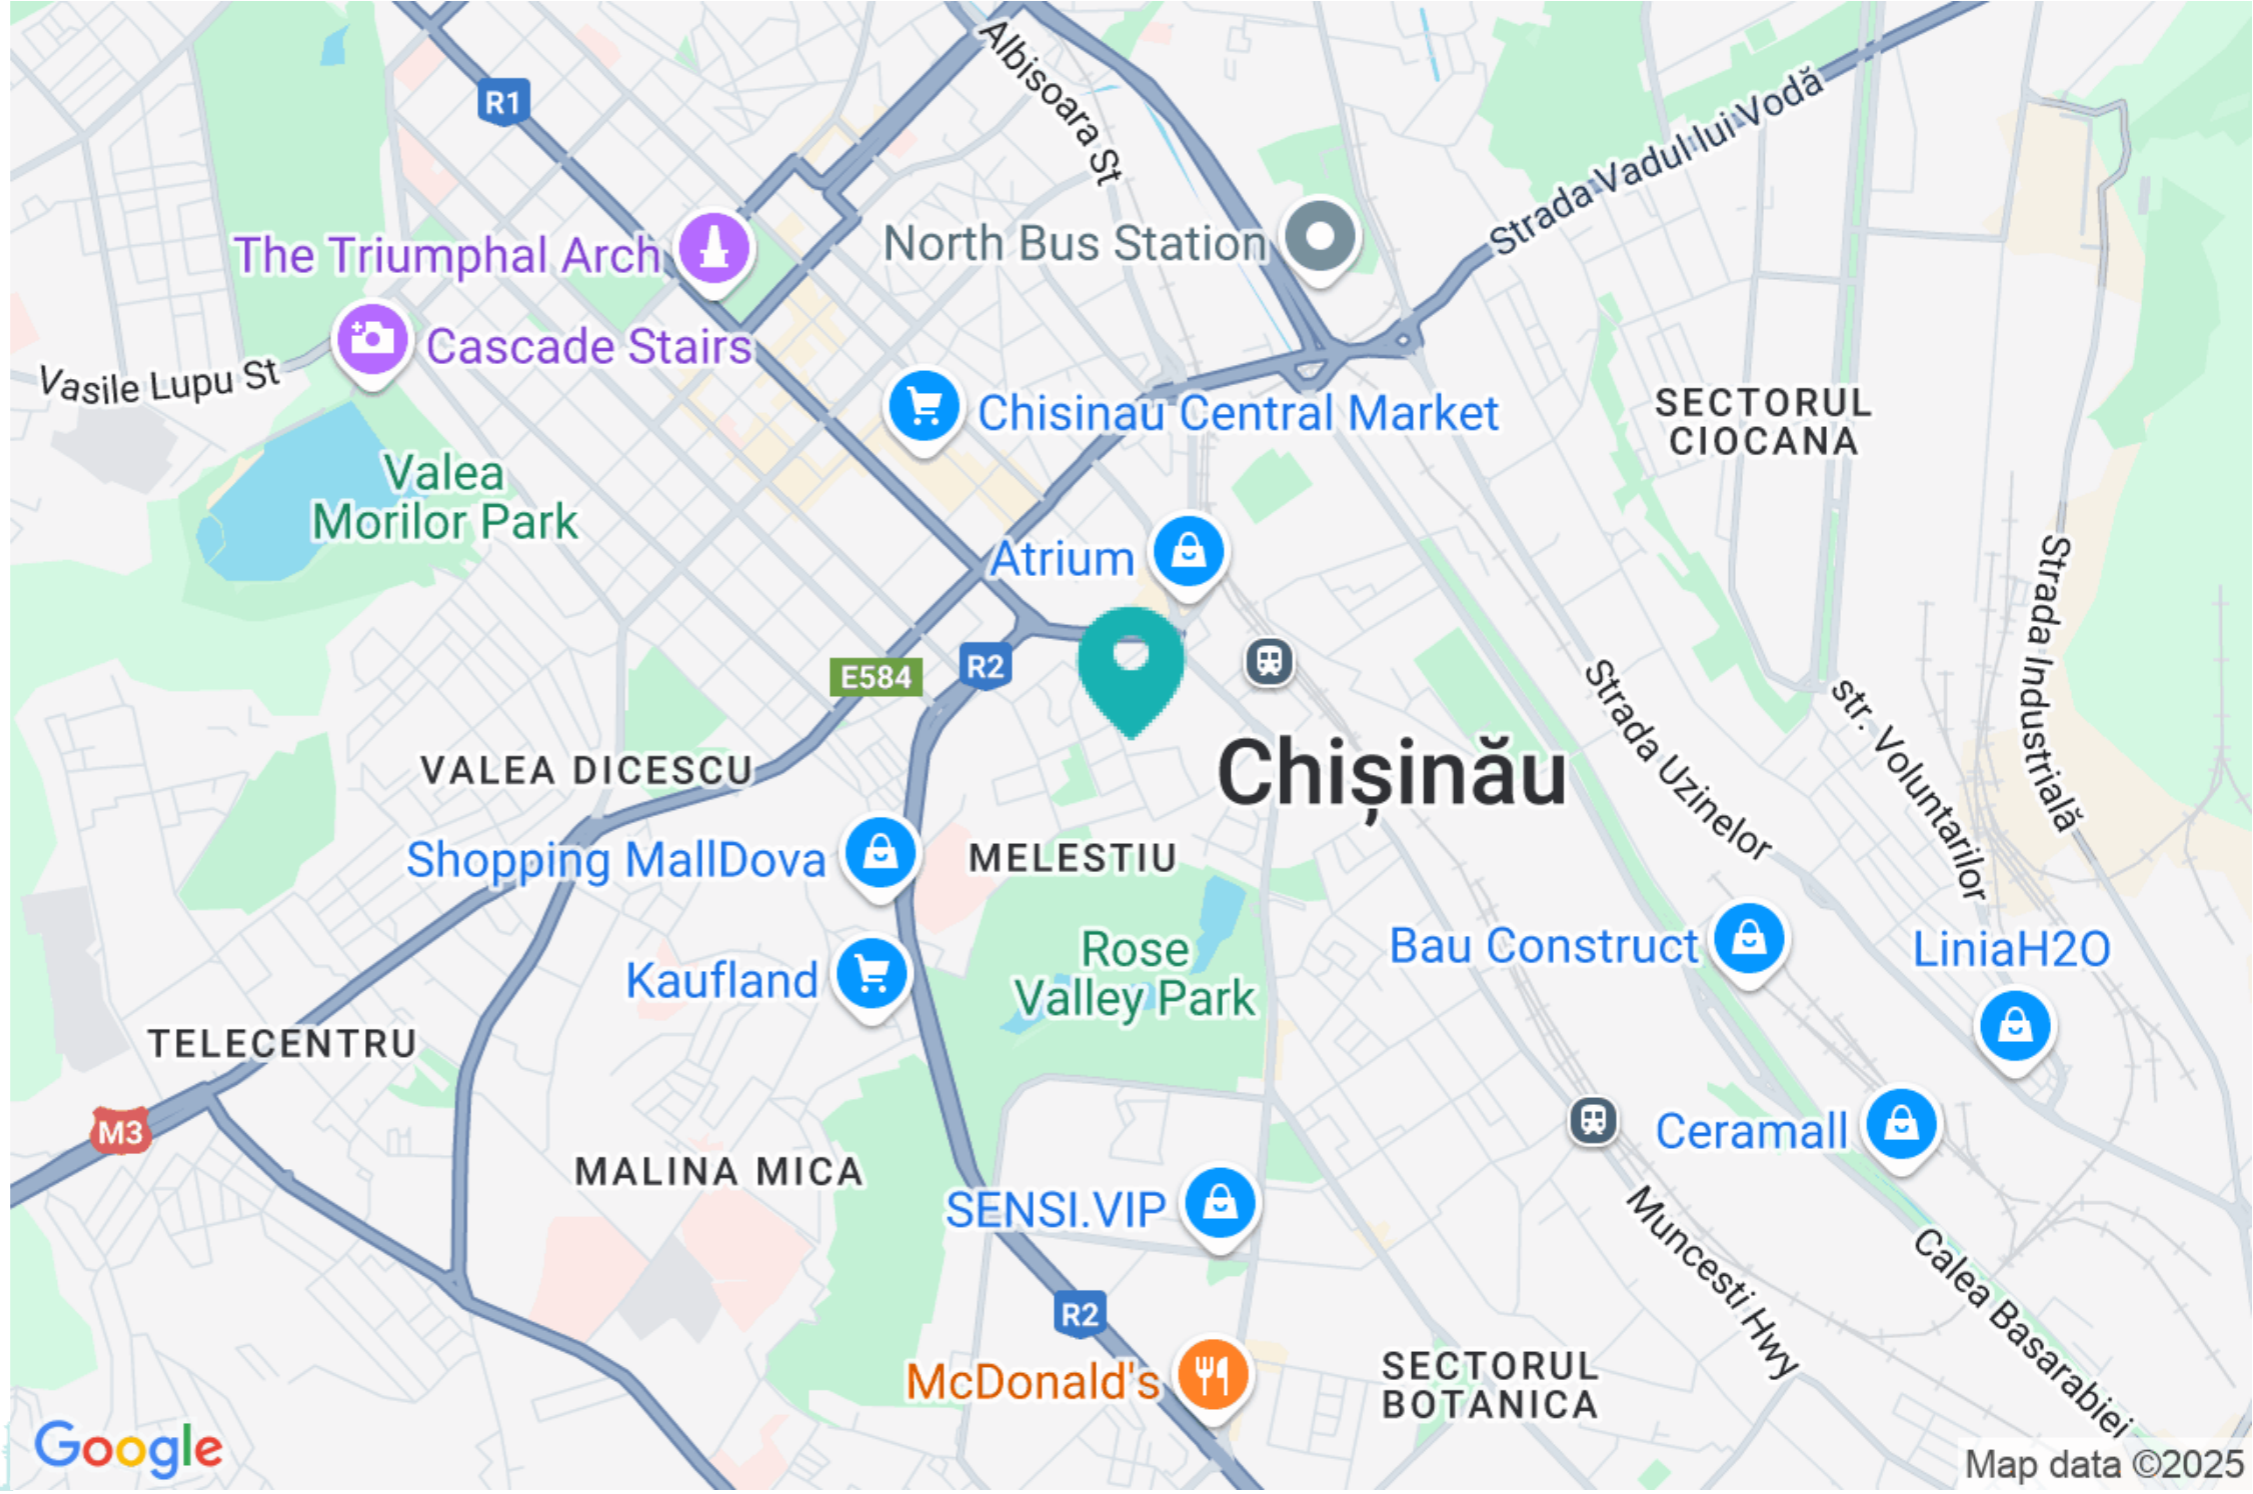 R1
Albisoara St
Strada Vadul lui Vodă
The Triumphal Arch
North Bus Station
Cascade Stairs
Vasile Lupu St
Chisinau Central Market
SECTORUL
CIOCANA
Valea
Morilor Park
Atrium
Strada Industrială
E584
R2
Strada Uzinelor
str. Voluntarilor
VALEA DICESCU
Chișinău
Shopping MallDova
MELESTIU
Rose
Valley Park
Bau Construct
LiniaH2O
Kaufland
TELECENTRU
M3
Ceramall
MALINA MICA
SENSI.VIP
Muncesti Hwy
Calea Basarabiei
R2
McDonald's
SECTORUL
BOTANICA
Google
Map data ©2025